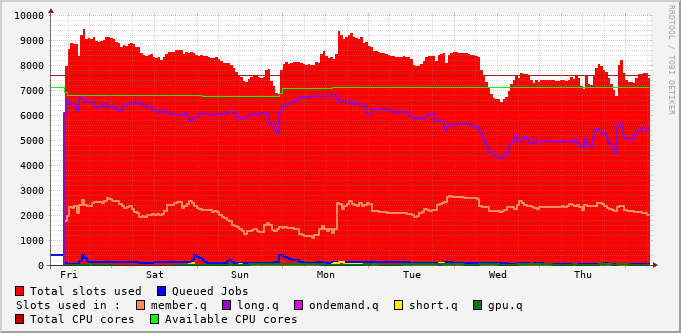 RRDTOOL / TOBI OETIKER
10000
9000
8000
7000
6000
5000
4000
3000
2000
1000
0
Fri Sat Sun Mon Tue Wed Thu
Total slots used Queued Jobs
Slots used in : member.q long.q ondemand.q short.q gpu.q
Total CPU cores Available CPU cores